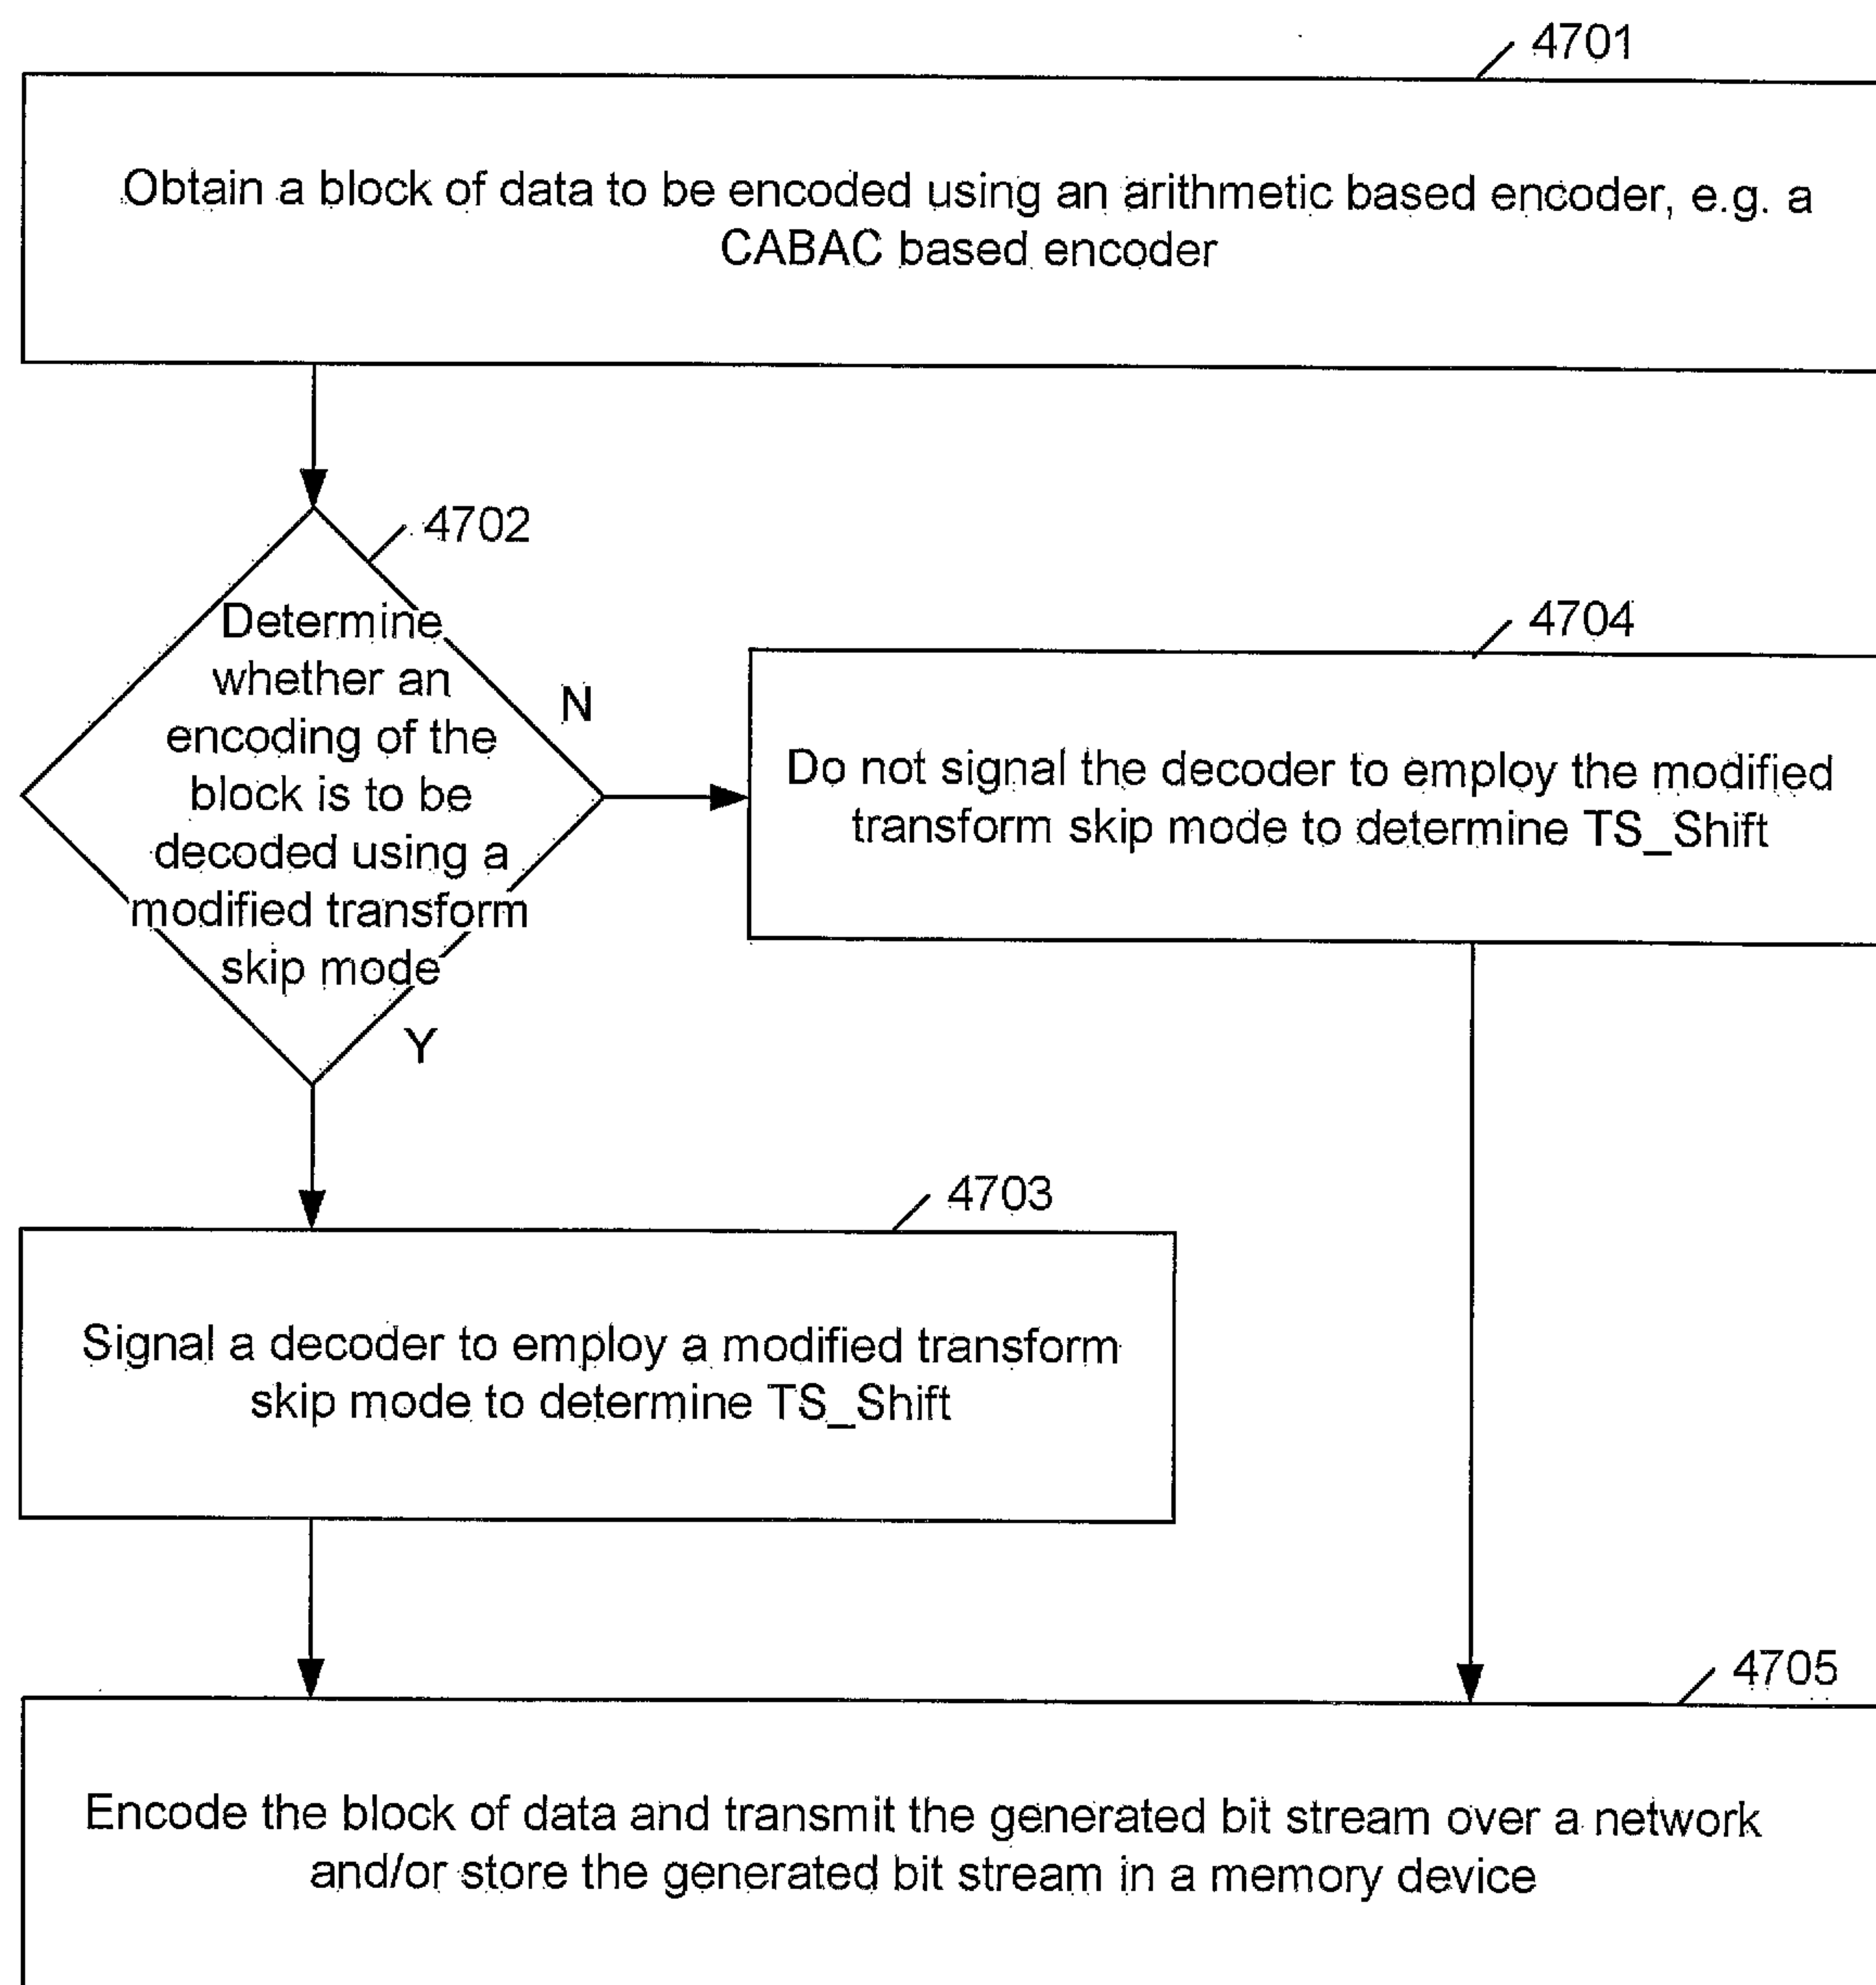 4701
Obtain a block of data to be encoded using an arithmetic based encoder, e.g. a
CABAC based encoder
4702
Determine
whether an
encoding of the
block is to be
decoded using a
modified transform
skip mode
N
Y
4704
Do not signal the decoder to employ the modified
transform skip mode to determine TS_Shift
4703
Signal a decoder to employ a modified transform
skip mode to determine TS_Shift
4705
Encode the block of data and transmit the generated bit stream over a network
and/or store the generated bit stream in a memory device